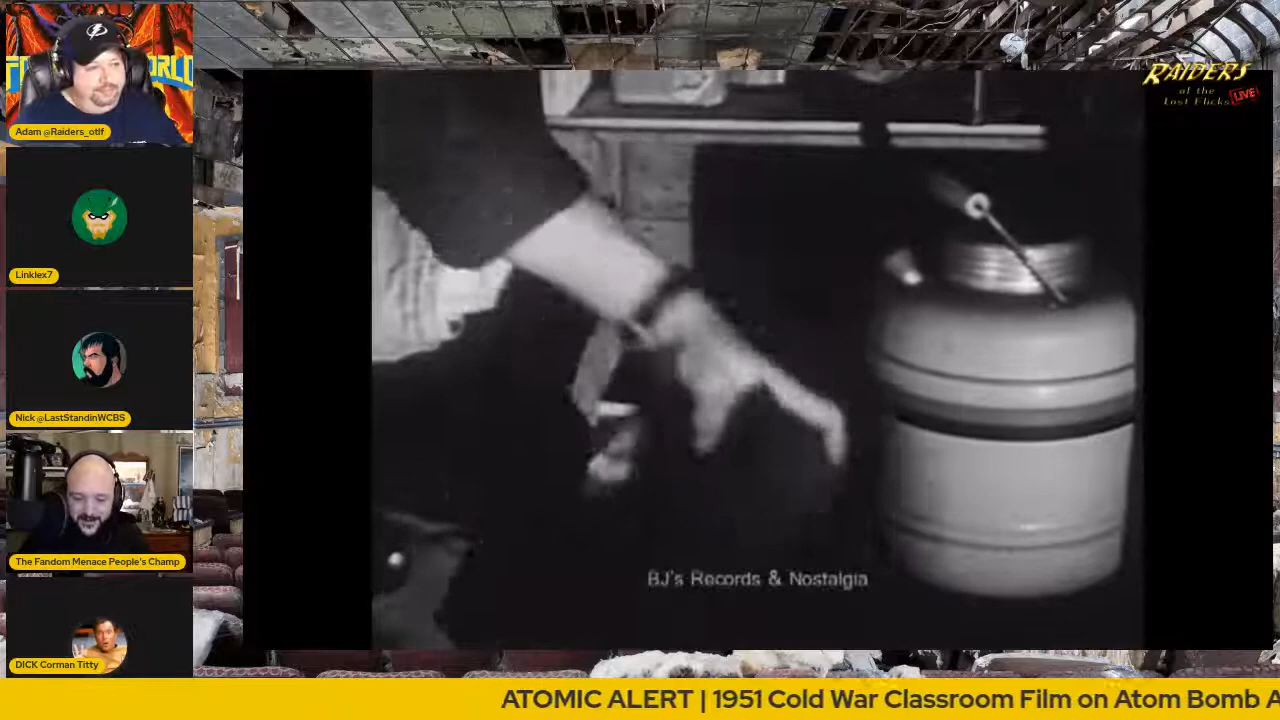 Adam @Raiders_otlf
Linklex7
Nick @LastStandinWCBS
The Fandom Menace People's Champ
DICK Corman Titty
RAIDERS
of the
Lost Flicks
LIVE
BJ's Records & Nostalgia
ATOMIC ALERT | 1951 Cold War Classroom Film on Atom Bomb A